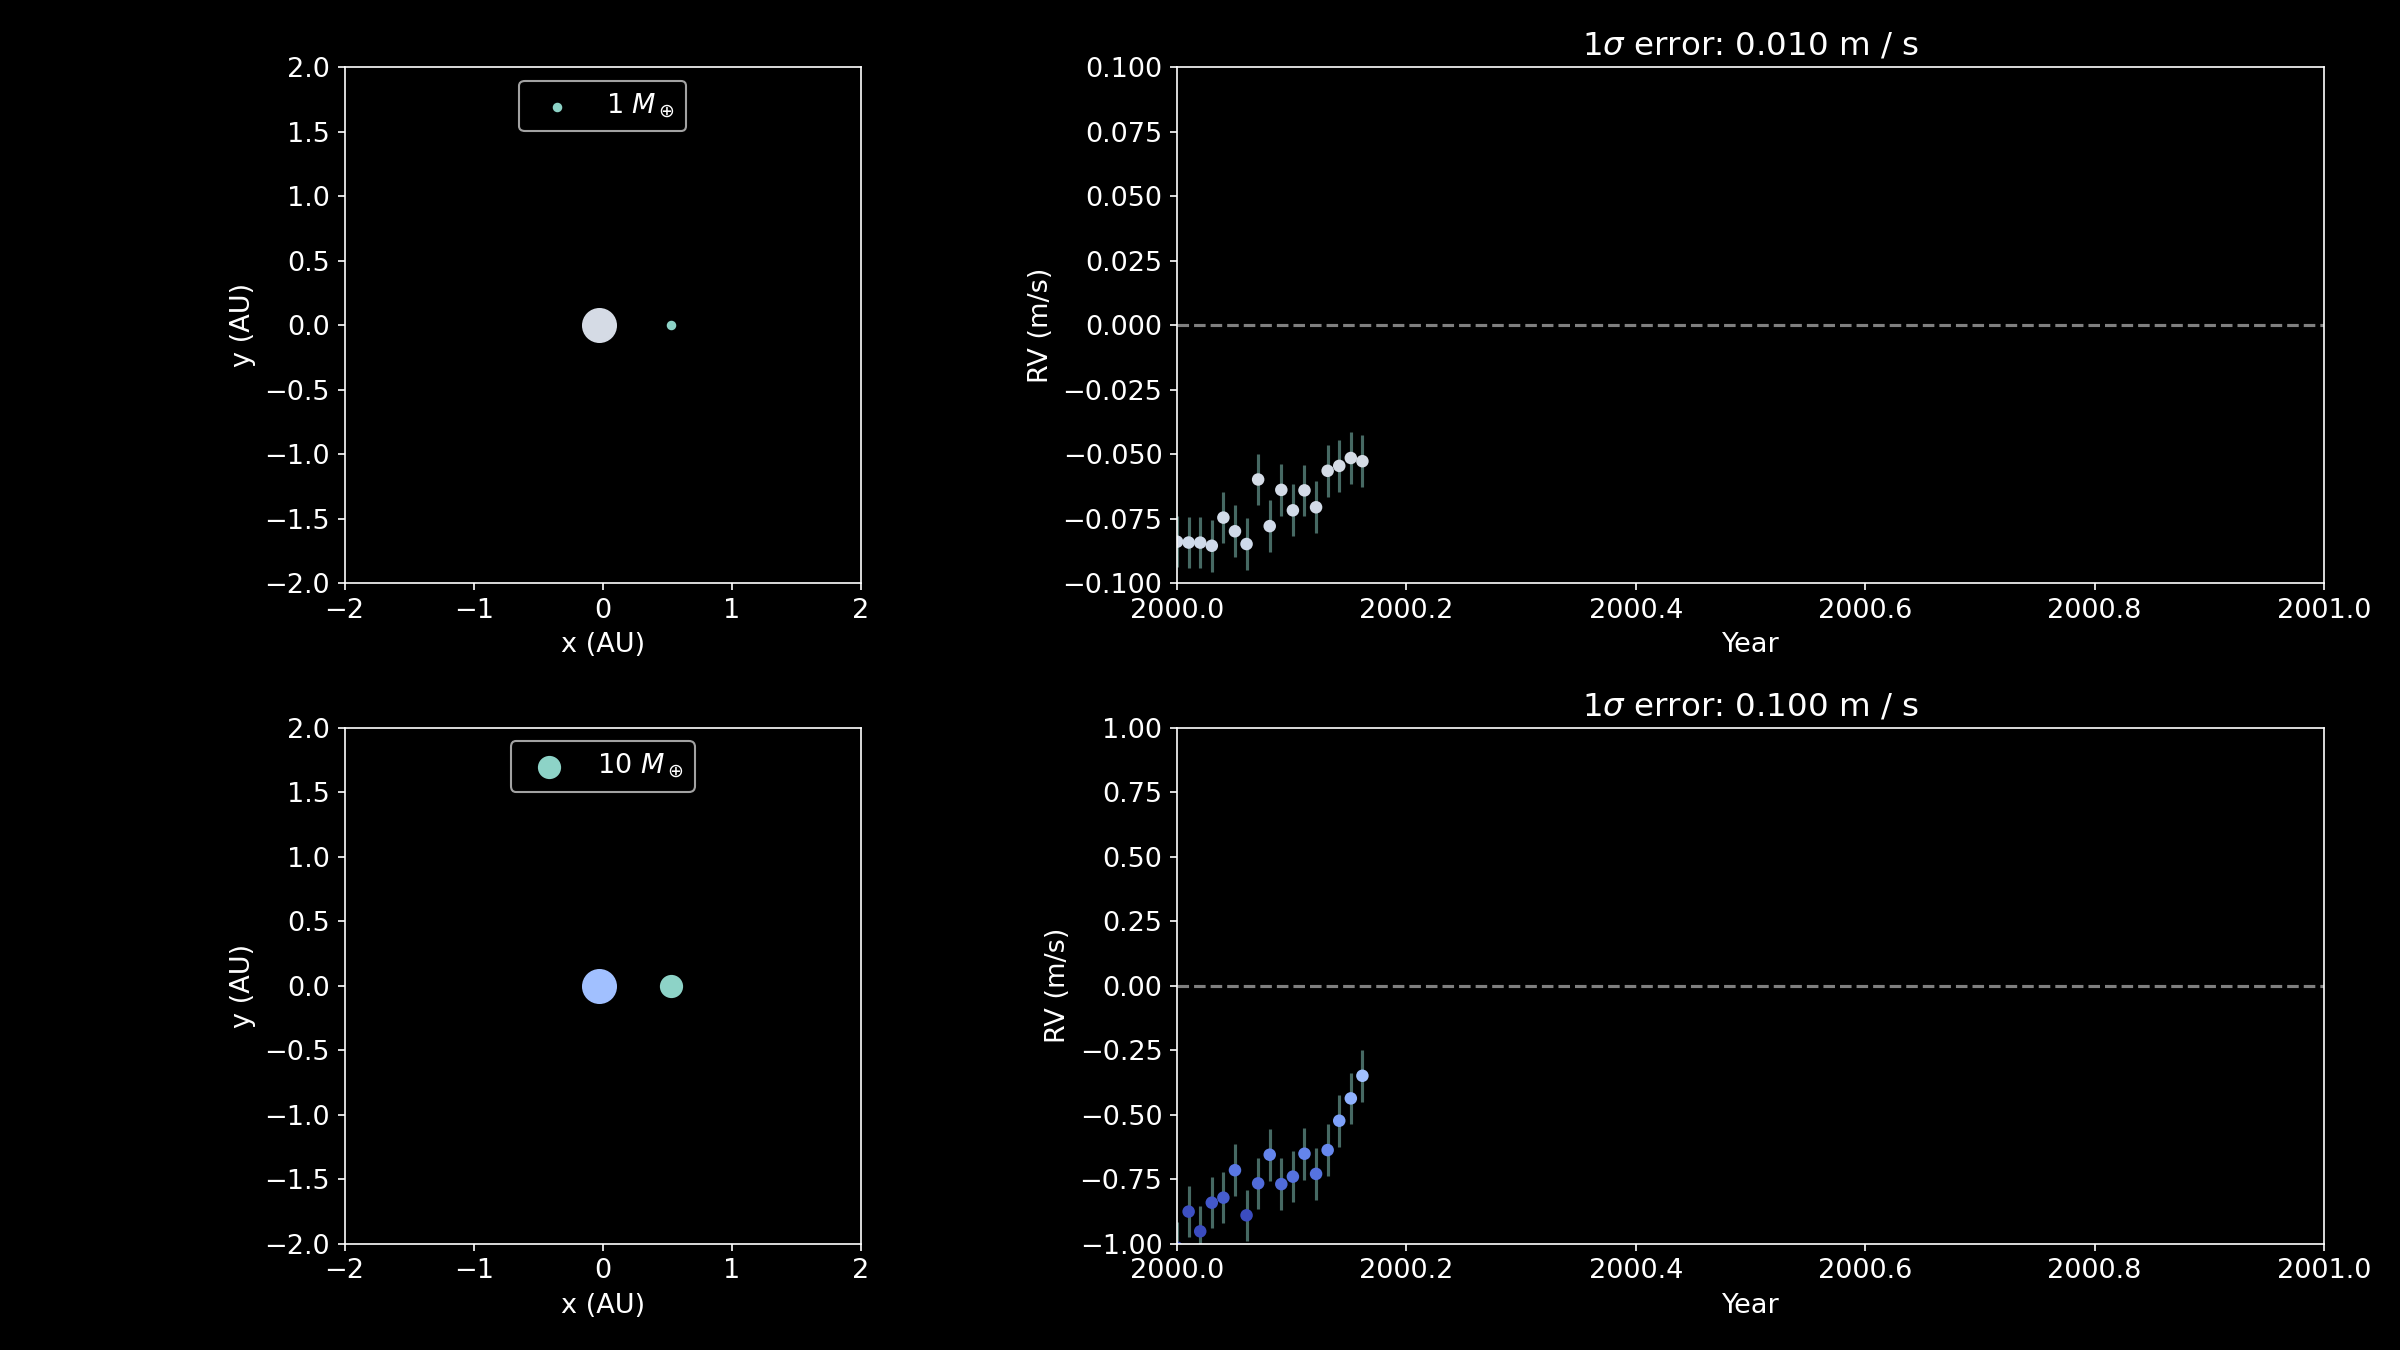 1σ error: 0.010 m / s
2.0
1.5
1.0
0.5
0.0
−0.5
−1.0
−1.5
−2.0
y (AU)
1 M⊕
−2 −1 0 1 2
x (AU)
0.100
0.075
0.050
0.025
0.000
−0.025
−0.050
−0.075
−0.100
RV (m/s)
2000.0 2000.2 2000.4 2000.6 2000.8 2001.0
Year
1σ error: 0.100 m / s
2.0
1.5
1.0
0.5
0.0
−0.5
−1.0
−1.5
−2.0
y (AU)
10 M⊕
−2 −1 0 1 2
x (AU)
1.00
0.75
0.50
0.25
0.00
−0.25
−0.50
−0.75
−1.00
RV (m/s)
2000.0 2000.2 2000.4 2000.6 2000.8 2001.0
Year